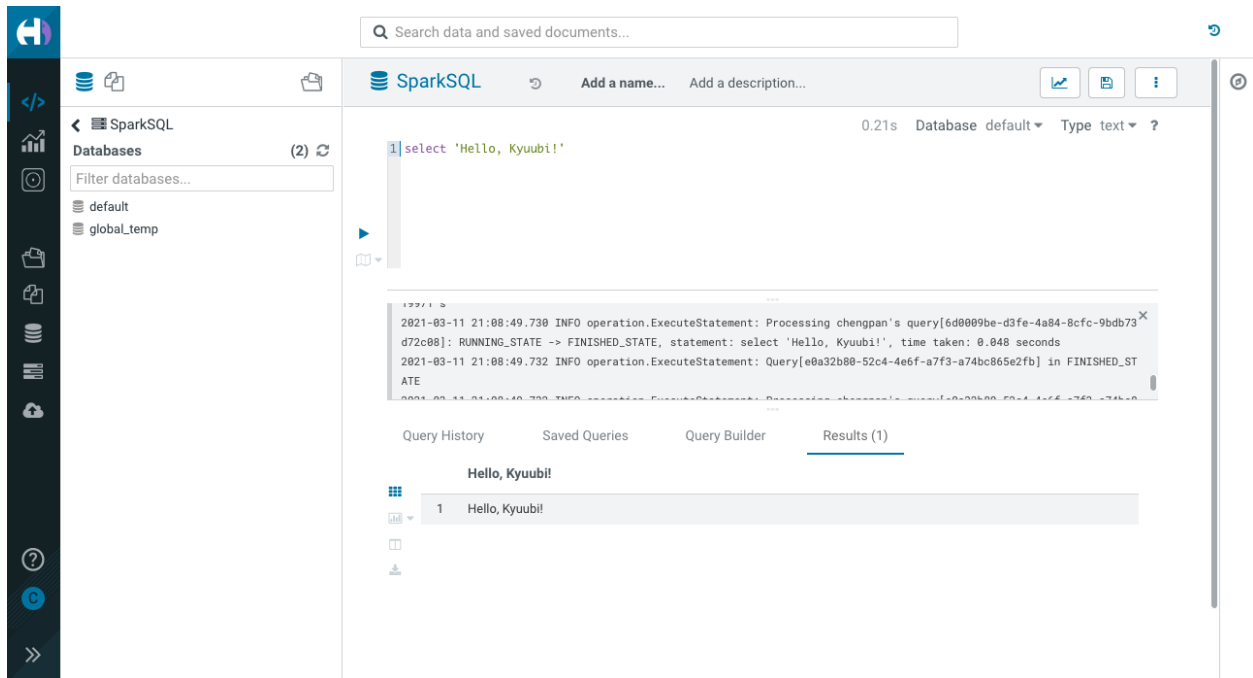 Search data and saved documents...
SparkSQL
Add a name...
Add a description...
SparkSQL
Databases (2)
Filter databases...
default
global_temp
0.21s Database default Type text ?
1 select 'Hello, Kyuubi!'
2021-03-11 21:08:49.730 INFO operation.ExecuteStatement: Processing chengpan's query[6d0009be-d3fe-4a84-8cfc-9bdb73
d72c08]: RUNNING_STATE -> FINISHED_STATE, statement: select 'Hello, Kyuubi!', time taken: 0.048 seconds
2021-03-11 21:08:49.732 INFO operation.ExecuteStatement: Query[e0a32b80-52c4-4e6f-a7f3-a74bc865e2fb] in FINISHED_ST
ATE
Query History
Saved Queries
Query Builder
Results (1)
Hello, Kyuubi!
1 Hello, Kyuubi!
C